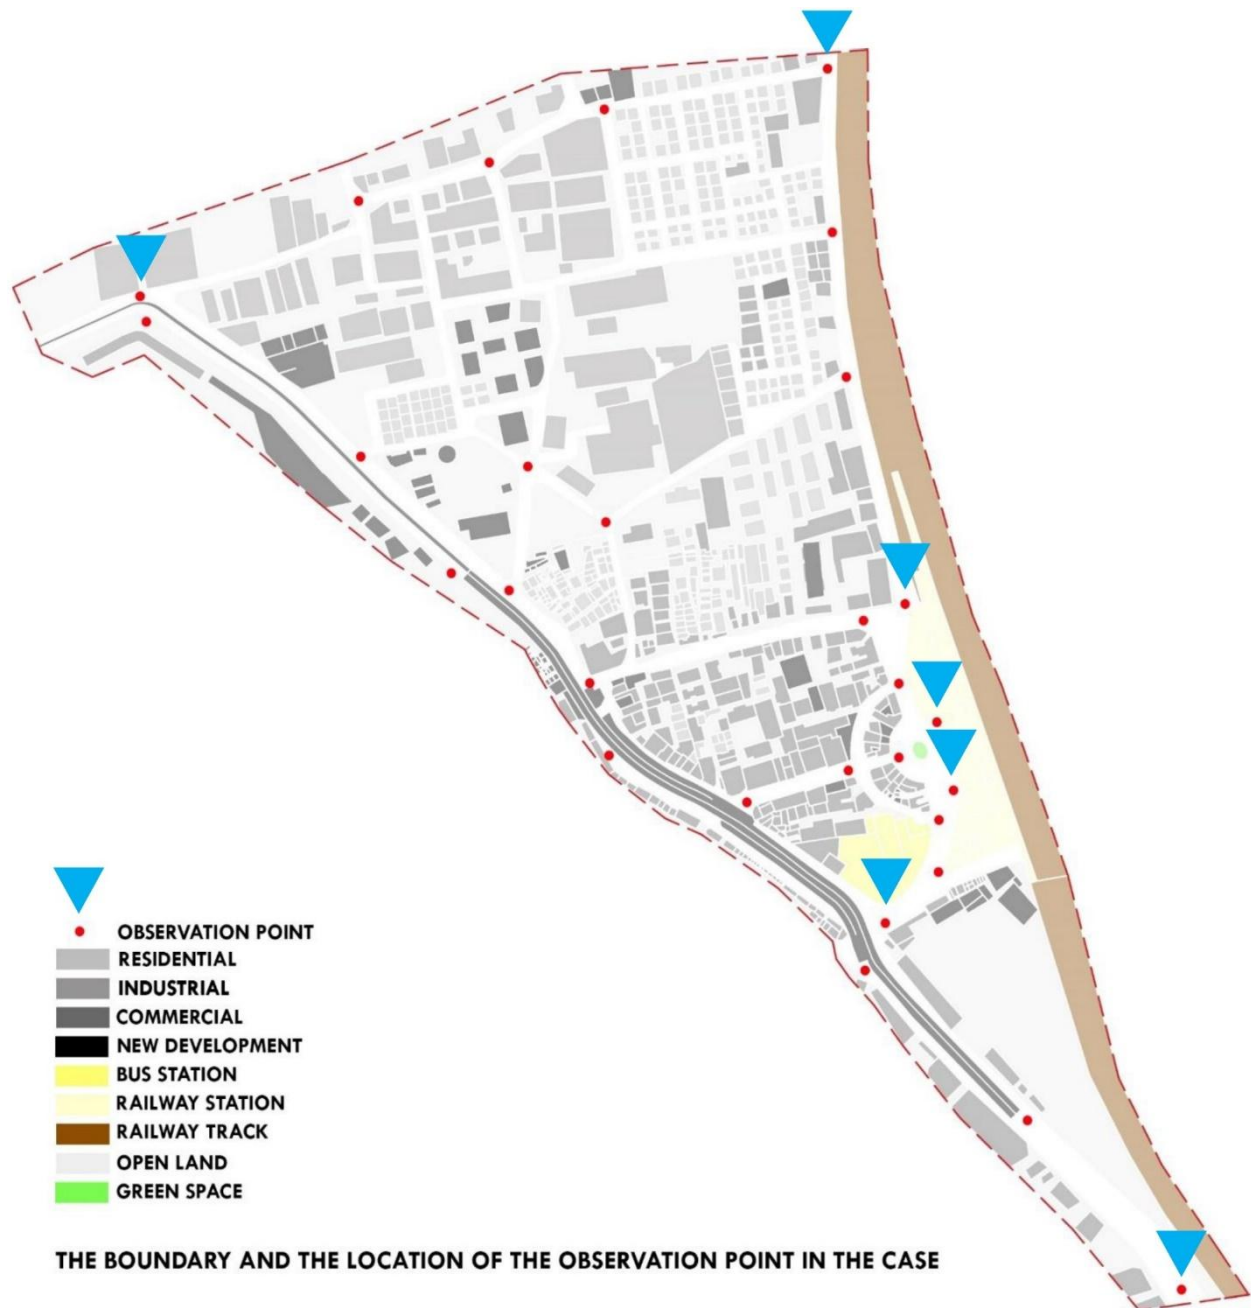 OBSERVATION POINT
RESIDENTIAL
INDUSTRIAL
COMMERCIAL
NEW DEVELOPMENT
BUS STATION
RAILWAY STATION
RAILWAY TRACK
OPEN LAND
GREEN SPACE
THE BOUNDARY AND THE LOCATION OF THE OBSERVATION POINT IN THE CASE